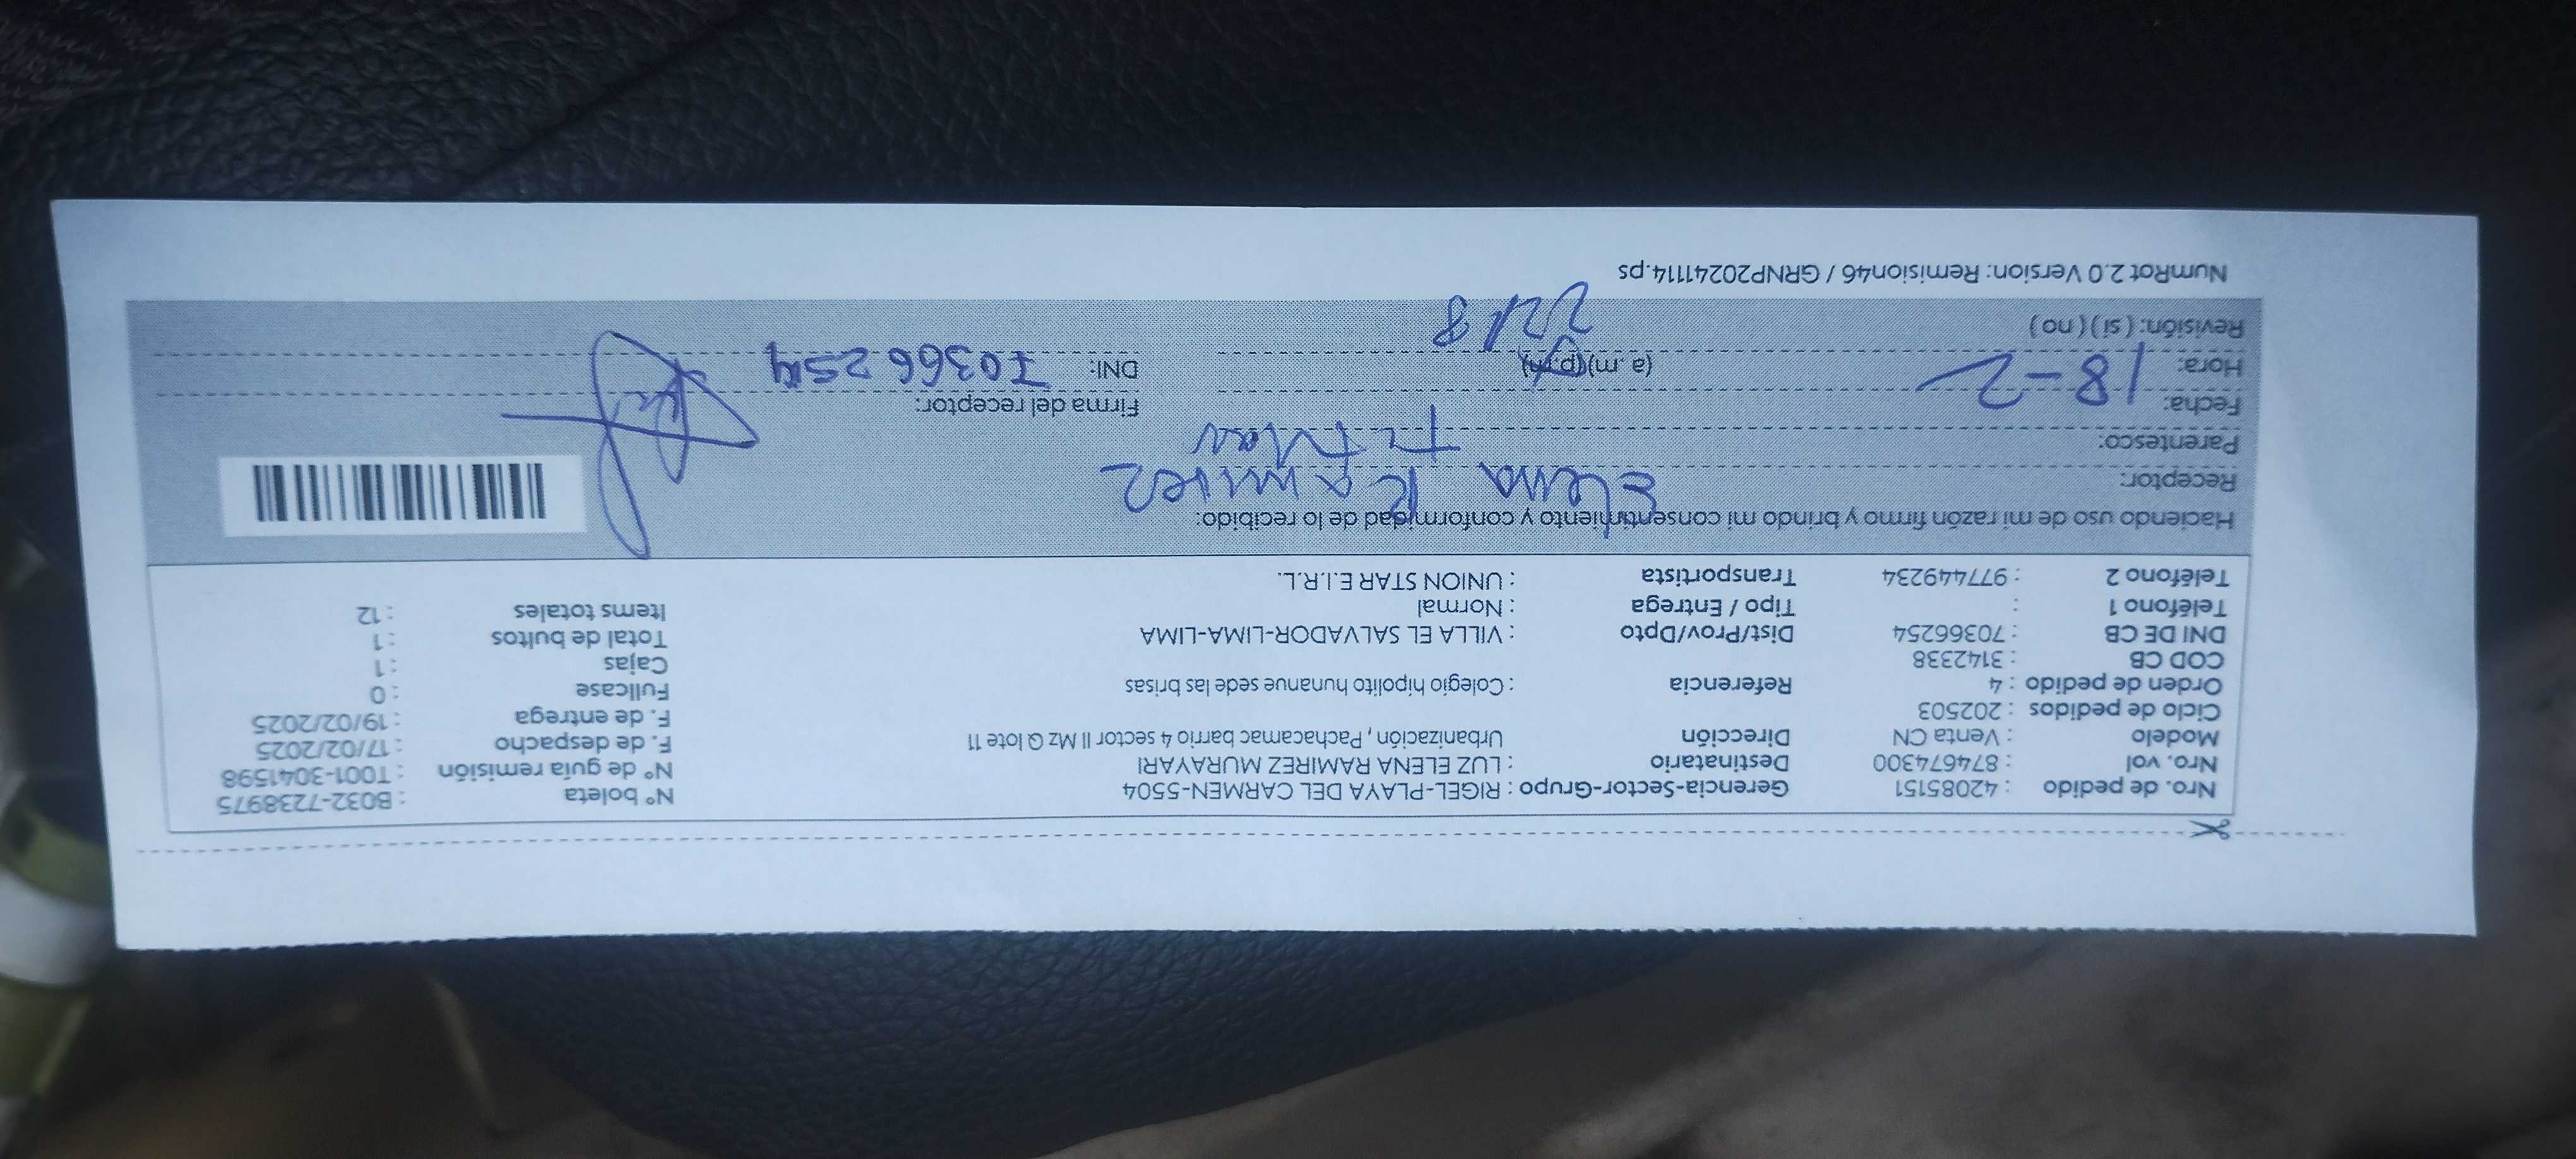 Nro. de pedido : 42085151 Gerencia-Sector-Grupo : RIGEL-PLAYA DEL CARMEN-5504 N° boleta : B032-7238975
Nro. vol : 874674300 Destinatario : LUZ ELENA RAMIREZ MURAYARI N° de guía remisión : T001-3041598
Modelo : Venta CN Dirección Urbanización, Pachacamac barrio 4 sector II Mz Q lote 11 F. de despacho : 17/02/2025
Ciclo de pedidos : 202503 F. de entrega : 19/02/2025
Orden de pedido : 4 Referencia : Colegio hipolito hunanue sede las brisas Fullcase : 0
COD CB : 3142338 Cajas : 1
DNI DE CB : 70366254 Dist/Prov/Dpto : VILLA EL SALVADOR-LIMA-LIMA Total de bultos : 1
Teléfono 1 : Tipo / Entrega : Normal Items totales : 12
Teléfono 2 : 977449234 Transportista : UNION STAR E.I.R.L.
Haciendo uso de mi razón firmo y brindo mi consentimiento y conformidad de lo recibido:
Receptor: Elena Ramirez
Parentesco: Titular
Fecha: 18-2 Firma del receptor:
Hora: (a.m)(p.m) DNI: 70366254
2218
Revisión: ( si ) ( no )
NumRot 2.0 Version: Remision46 / GRNP20241114.ps